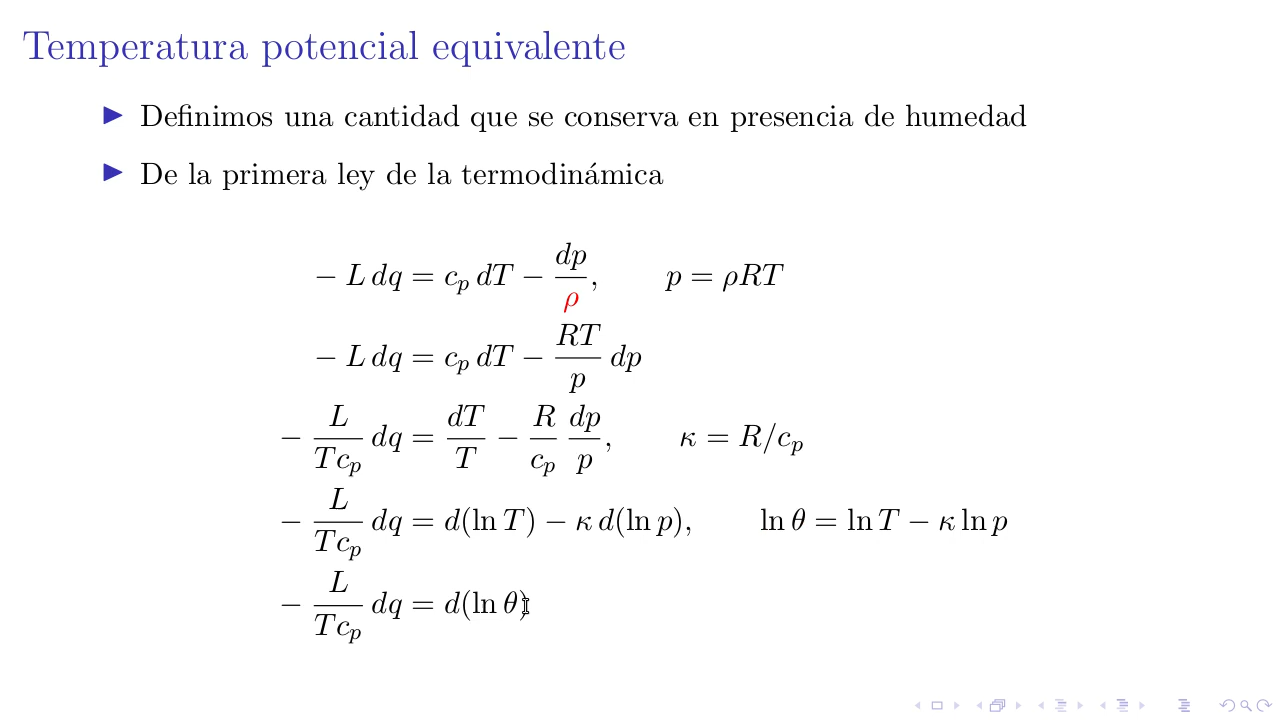 Temperatura potencial equivalente
Definimos una cantidad que se conserva en presencia de humedad
De la primera ley de la termodinámica
− L dq = c_p dT − dp/ρ, p = ρRT
− L dq = c_p dT − RT/p dp
− L/(Tc_p) dq = dT/T − R/c_p dp/p, κ = R/c_p
− L/(Tc_p) dq = d(ln T) − κ d(ln p), ln θ = ln T − κ ln p
− L/(Tc_p) dq = d(ln θ)